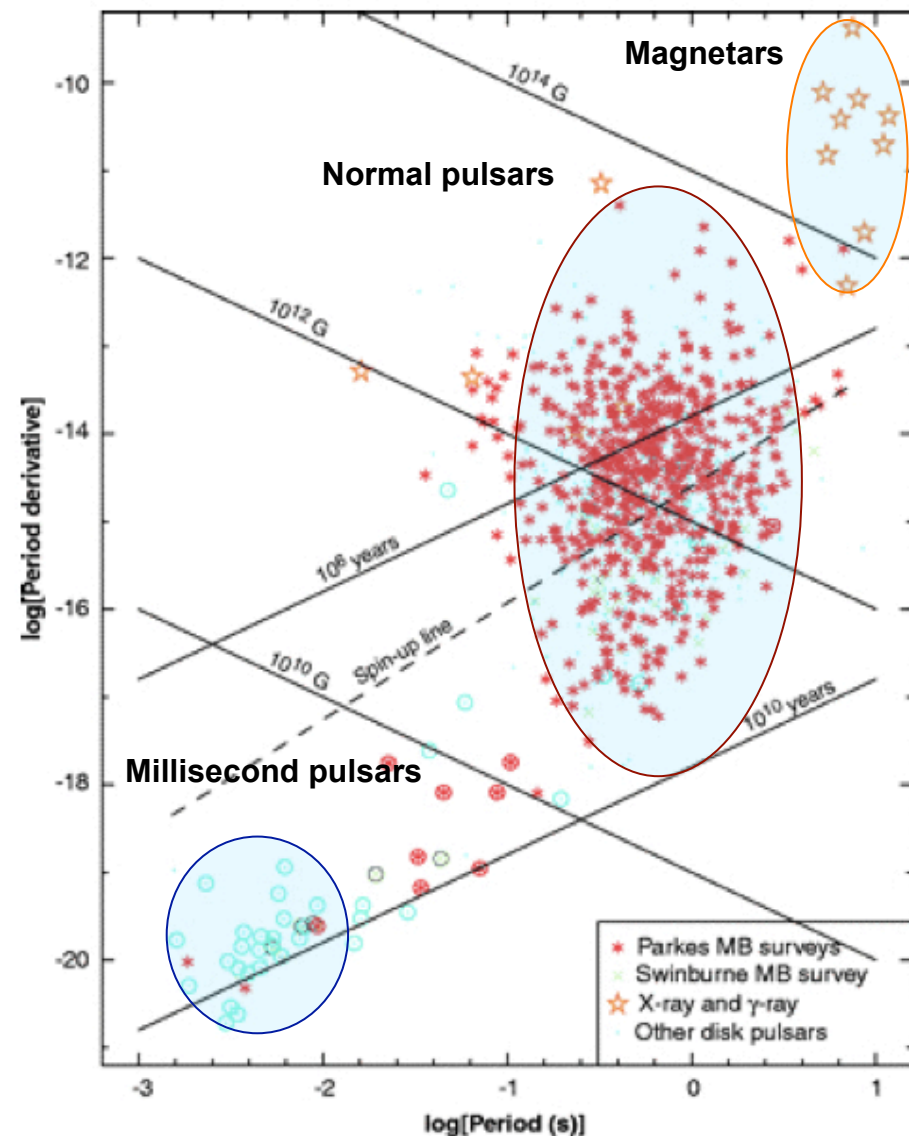 Magnetars
10¹⁴ G
Normal pulsars
10¹² G
10⁶ years
Spin-up line
10¹⁰ G
10¹⁰ years
Millisecond pulsars
Parkes MB surveys
Swinburne MB survey
X-ray and γ-ray
Other disk pulsars
log[Period derivative]
-10
-12
-14
-16
-18
-20
-3 -2 -1 0 1
log[Period (s)]